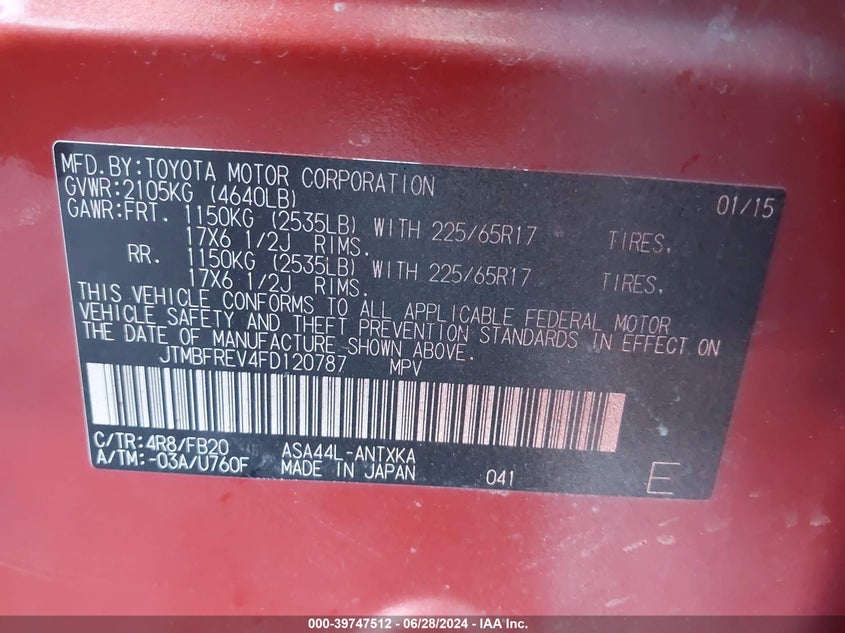 MFD.BY:TOYOTA MOTOR CORPORATION 01/15
GVWR:2105KG (4640LB)
GAWR:FRT. 1150KG (2535LB) WITH 225/65R17 TIRES.
17X6 1/2J RIMS.
RR. 1150KG (2535LB) WITH 225/65R17 TIRES.
17X6 1/2J RIMS.
THIS VEHICLE CONFORMS TO ALL APPLICABLE FEDERAL MOTOR
VEHICLE SAFETY AND THEFT PREVENTION STANDARDS IN EFFECT ON
THE DATE OF MANUFACTURE SHOWN ABOVE.
JTMBFREV4FD120787 MPV
C/TR:4R8/FB20 ASA44L-ANTXKA
A/TM:-03A/U760F MADE IN JAPAN 041 E
000-39747512 - 06/28/2024 - IAA Inc.